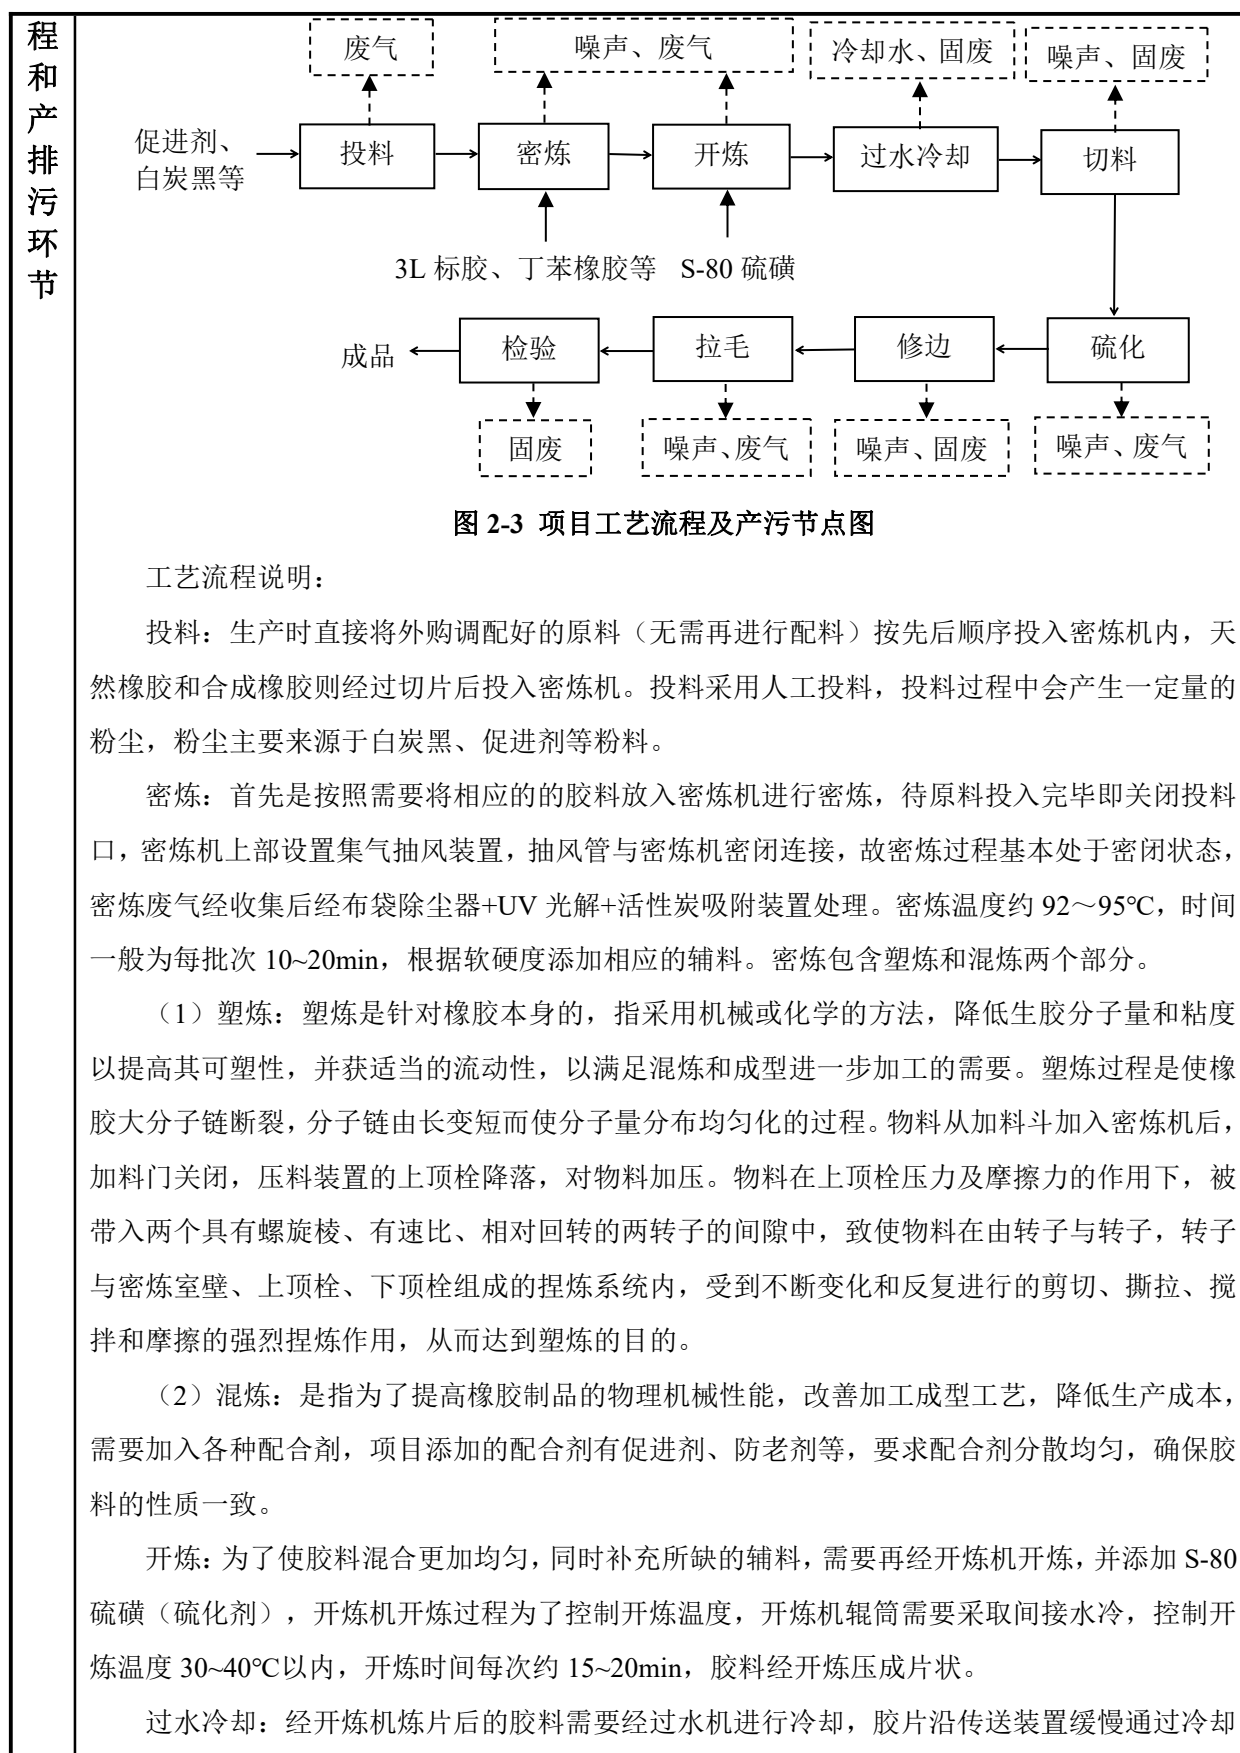 程
和
产
排
污
环
节
废气
噪声、废气
冷却水、固废
噪声、固废
促进剂、
白炭黑等
投料
密炼
开炼
过水冷却
切料
3L 标胶、丁苯橡胶等
S-80 硫磺
成品
检验
拉毛
修边
硫化
固废
噪声、废气
噪声、固废
噪声、废气
图 2-3 项目工艺流程及产污节点图
工艺流程说明：
投料：生产时直接将外购调配好的原料（无需再进行配料）按先后顺序投入密炼机内，天
然橡胶和合成橡胶则经过切片后投入密炼机。投料采用人工投料，投料过程中会产生一定量的
粉尘，粉尘主要来源于白炭黑、促进剂等粉料。
密炼：首先是按照需要将相应的的胶料放入密炼机进行密炼，待原料投入完毕即关闭投料
口，密炼机上部设置集气抽风装置，抽风管与密炼机密闭连接，故密炼过程基本处于密闭状态，
密炼废气经收集后经布袋除尘器+UV 光解+活性炭吸附装置处理。密炼温度约 92～95℃，时间
一般为每批次 10~20min，根据软硬度添加相应的辅料。密炼包含塑炼和混炼两个部分。
（1）塑炼：塑炼是针对橡胶本身的，指采用机械或化学的方法，降低生胶分子量和粘度
以提高其可塑性，并获适当的流动性，以满足混炼和成型进一步加工的需要。塑炼过程是使橡
胶大分子链断裂，分子链由长变短而使分子量分布均匀化的过程。物料从加料斗加入密炼机后，
加料门关闭，压料装置的上顶栓降落，对物料加压。物料在上顶栓压力及摩擦力的作用下，被
带入两个具有螺旋棱、有速比、相对回转的两转子的间隙中，致使物料在由转子与转子，转子
与密炼室壁、上顶栓、下顶栓组成的捏炼系统内，受到不断变化和反复进行的剪切、撕拉、搅
拌和摩擦的强烈捏炼作用，从而达到塑炼的目的。
（2）混炼：是指为了提高橡胶制品的物理机械性能，改善加工成型工艺，降低生产成本，
需要加入各种配合剤，项目添加的配合剂有促进剂、防老剂等，要求配合剂分散均匀，确保胶
料的性质一致。
开炼：为了使胶料混合更加均匀，同时补充所缺的辅料，需要再经开炼机开炼，并添加 S-80
硫磺（硫化剂），开炼机开炼过程为了控制开炼温度，开炼机辊筒需要采取间接水冷，控制开
炼温度 30~40℃以内，开炼时间每次约 15~20min，胶料经开炼压成片状。
过水冷却：经开炼机炼片后的胶料需要经过水机进行冷却，胶片沿传送装置缓慢通过冷却